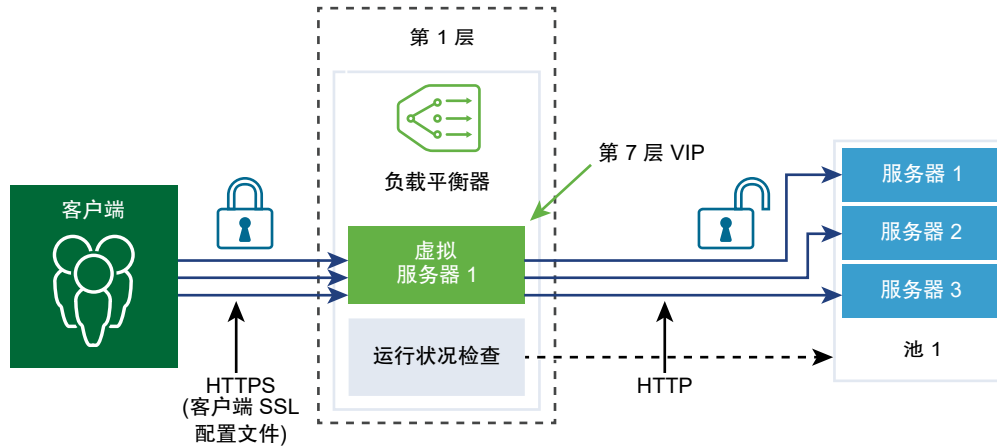 第 1 层
负载平衡器
第 7 层 VIP
客户端
虚拟
服务器 1
服务器 1
服务器 2
服务器 3
运行状况检查
池 1
HTTPS
(客户端 SSL
配置文件)
HTTP